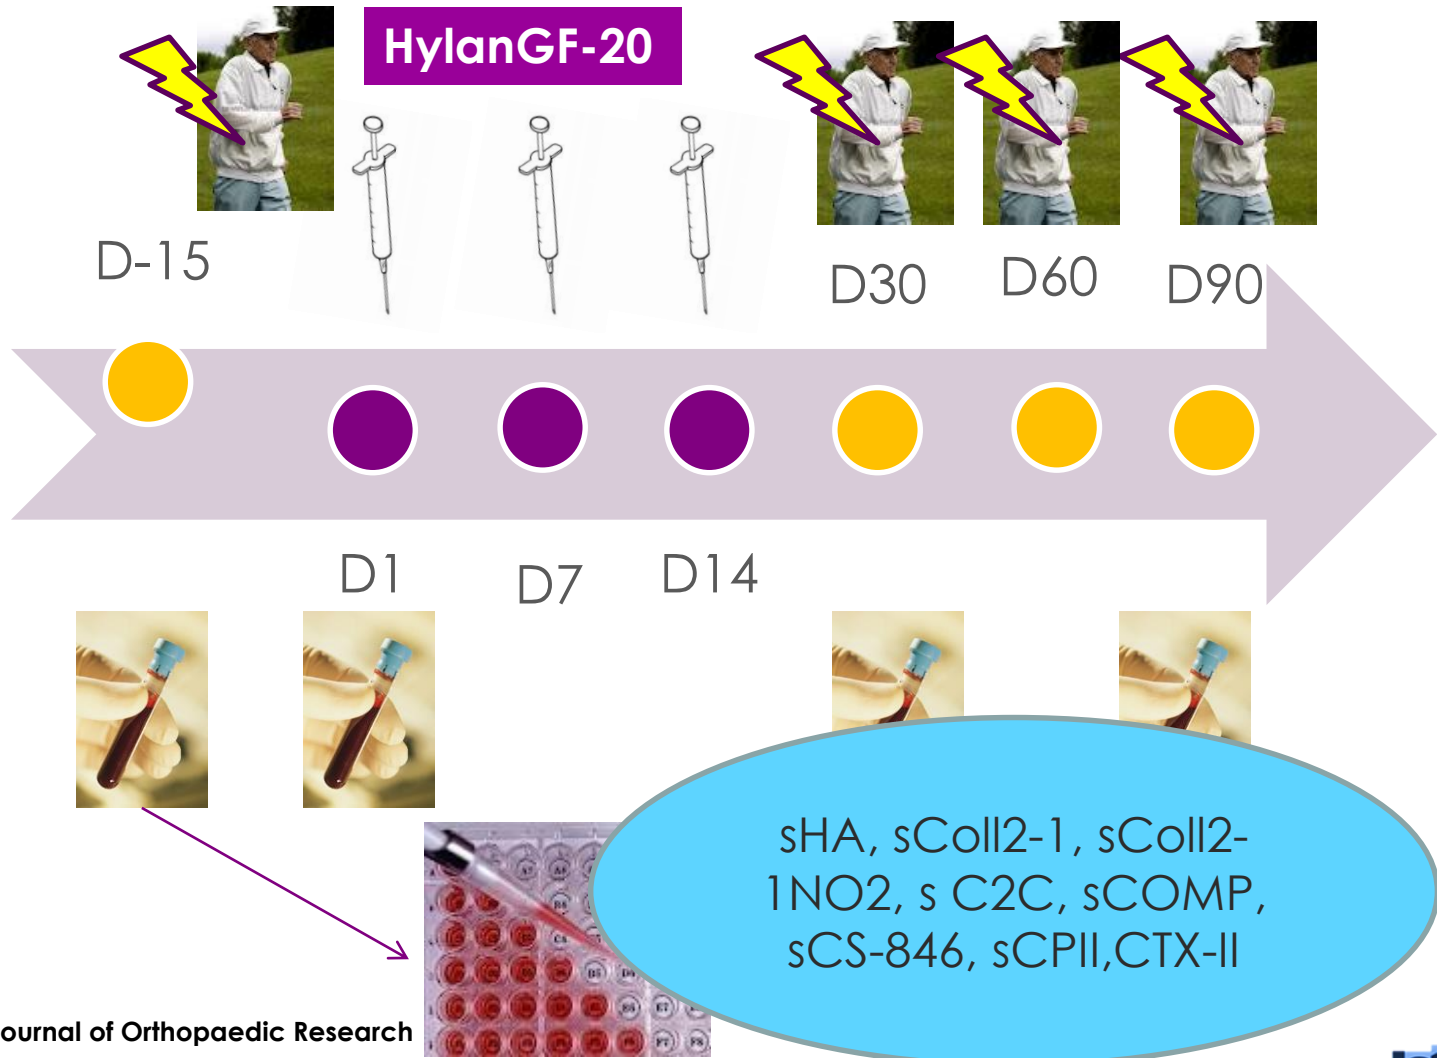 HylanGF-20
D-15
D30
D60
D90
D1
D7
D14
sHA, sColl2-1, sColl2-
1NO2, s C2C, sCOMP,
sCS-846, sCPII,CTX-II
ournal of Orthopaedic Research